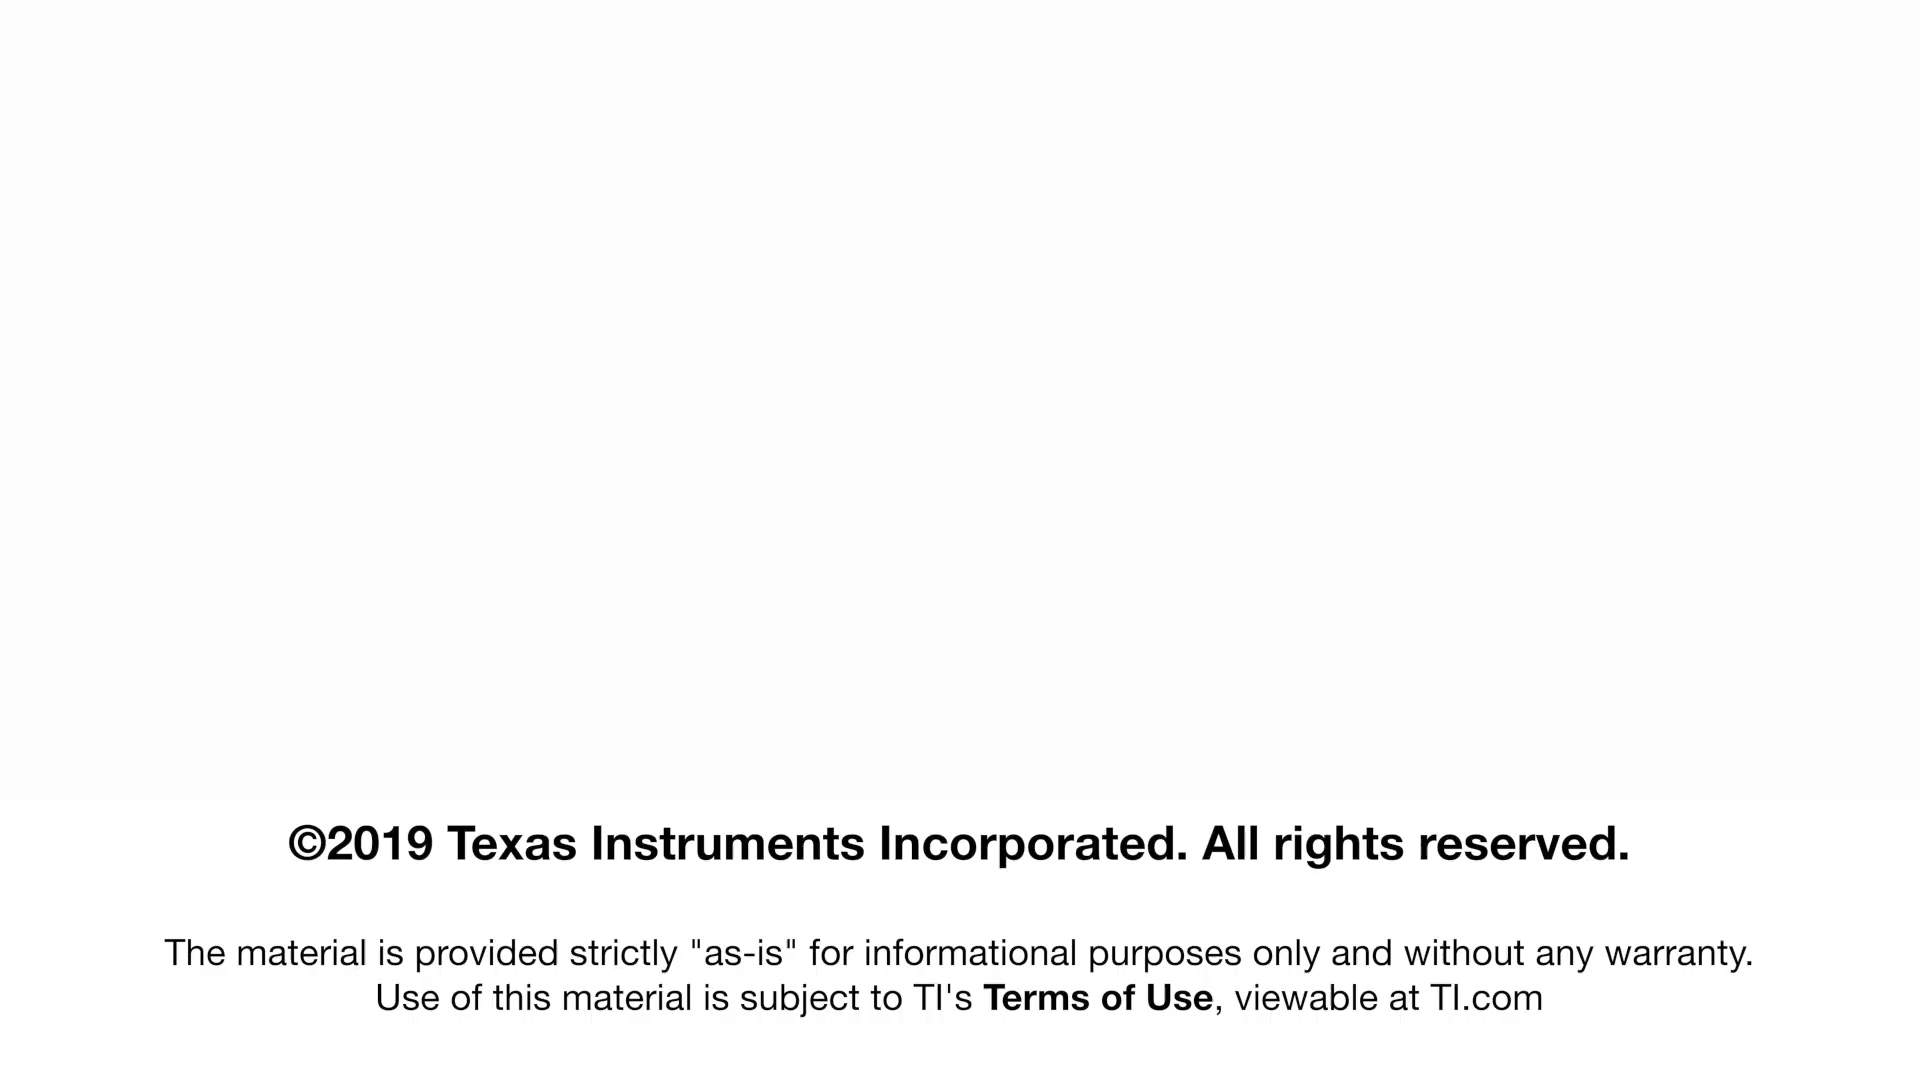 ©2019 Texas Instruments Incorporated. All rights reserved.
The material is provided strictly "as-is" for informational purposes only and without any warranty.
Use of this material is subject to TI's Terms of Use, viewable at TI.com